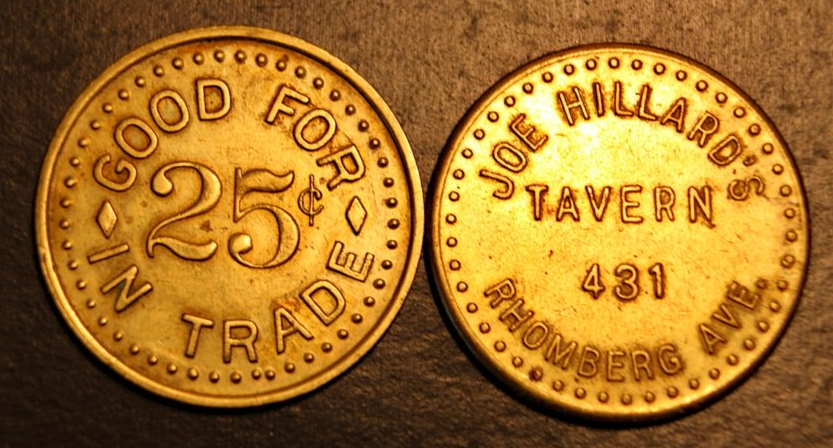 GOOD FOR
25¢
IN TRADE
JOE HILLARD'S
TAVERN
431
RHOMBERG AVE.